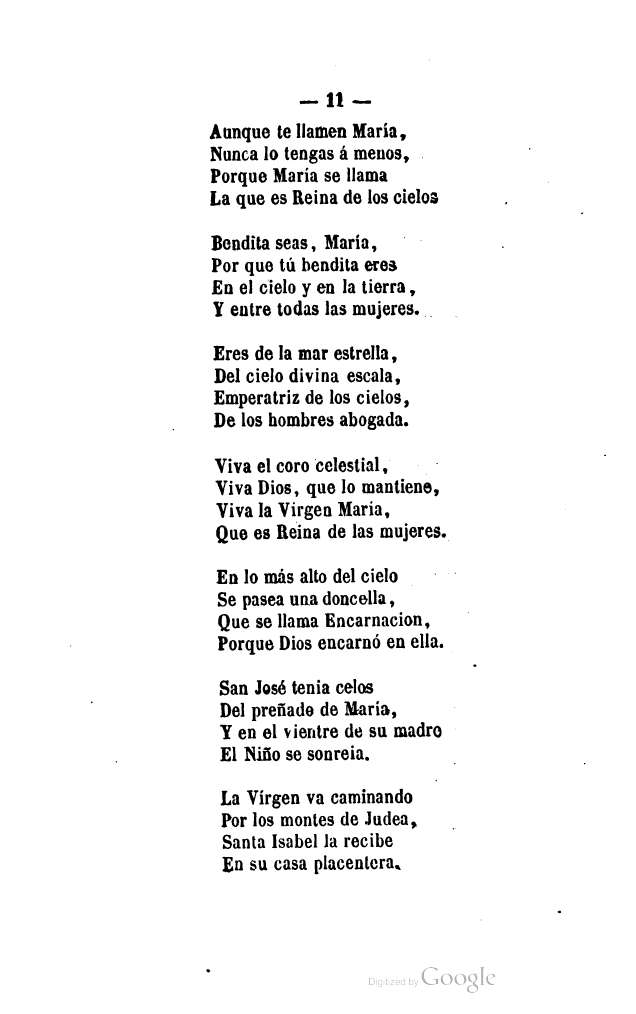 — 11 —
Aunque te llamen María,
Nunca lo tengas á menos,
Porque María se llama
La que es Reina de los cielos
Bendita seas, María,
Por que tú bendita eres
En el cielo y en la tierra,
Y entre todas las mujeres.
Eres de la mar estrella,
Del cielo divina escala,
Emperatriz de los cielos,
De los hombres abogada.
Viva el coro celestial,
Viva Dios, que lo mantiene,
Viva la Virgen Maria,
Que es Reina de las mujeres.
En lo más alto del cielo
Se pasea una doncella,
Que se llama Encarnacion,
Porque Dios encarnó en ella.
San José tenia celos
Del preñado de María,
Y en el vientre de su madre
El Niño se sonreia.
La Vírgen va caminando
Por los montes de Judea,
Santa Isabel la recibe
En su casa placentera.
Digitized by Google